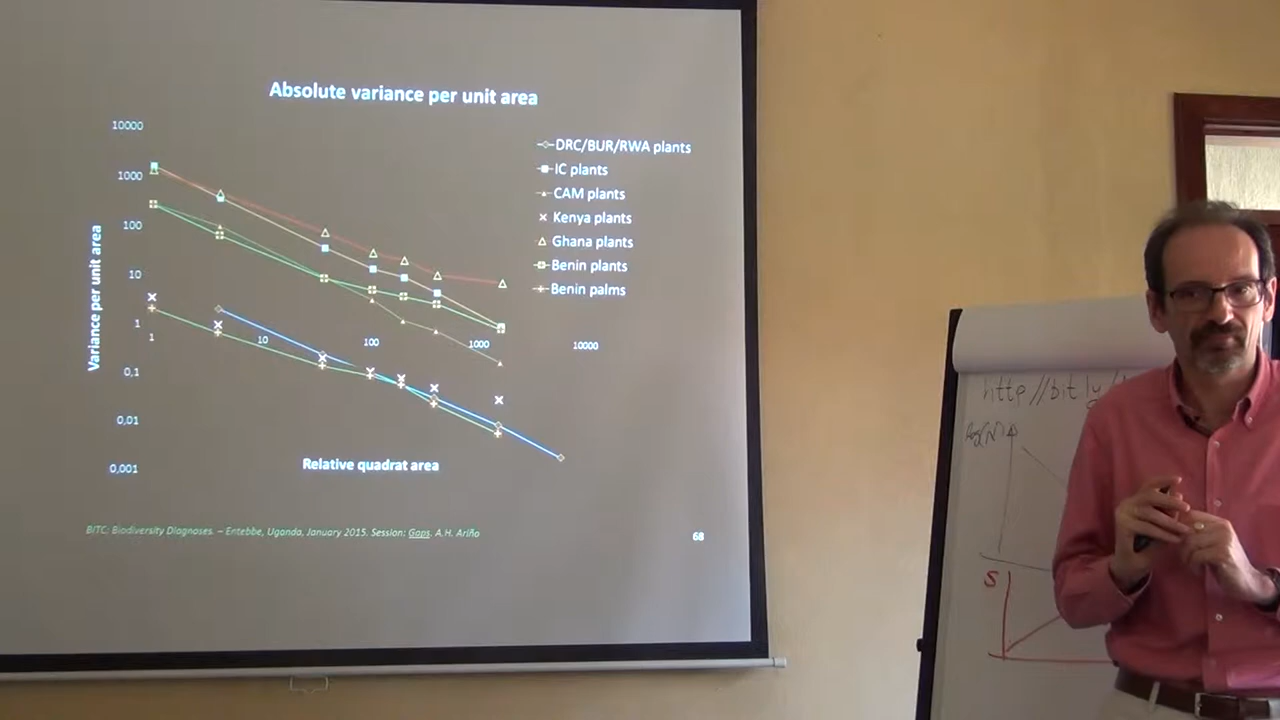 Absolute variance per unit area
10000
1000
100
10
1
0,1
0,01
0,001
Variance per unit area
1
10
100
1000
10000
Relative quadrat area
DRC/BUR/RWA plants
IC plants
CAM plants
Kenya plants
Ghana plants
Benin plants
Benin palms
BITC: Biodiversity Diagnoses. – Entebbe, Uganda, January 2015. Session: Gaps. A.H. Ariño
68
http//bit.ly/
S